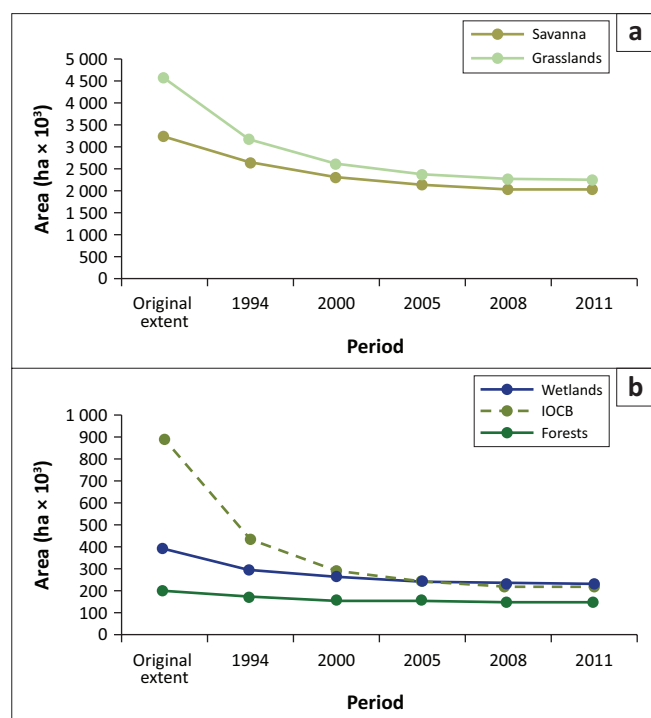 a
Savanna
Grasslands
5 000
4 500
4 000
3 500
3 000
2 500
2 000
1 500
1 000
500
0
Area (ha × 10³)
Original extent
1994
2000
2005
2008
2011
Period
b
Wetlands
IOCB
Forests
1 000
900
800
700
600
500
400
300
200
100
0
Area (ha × 10³)
Original extent
1994
2000
2005
2008
2011
Period